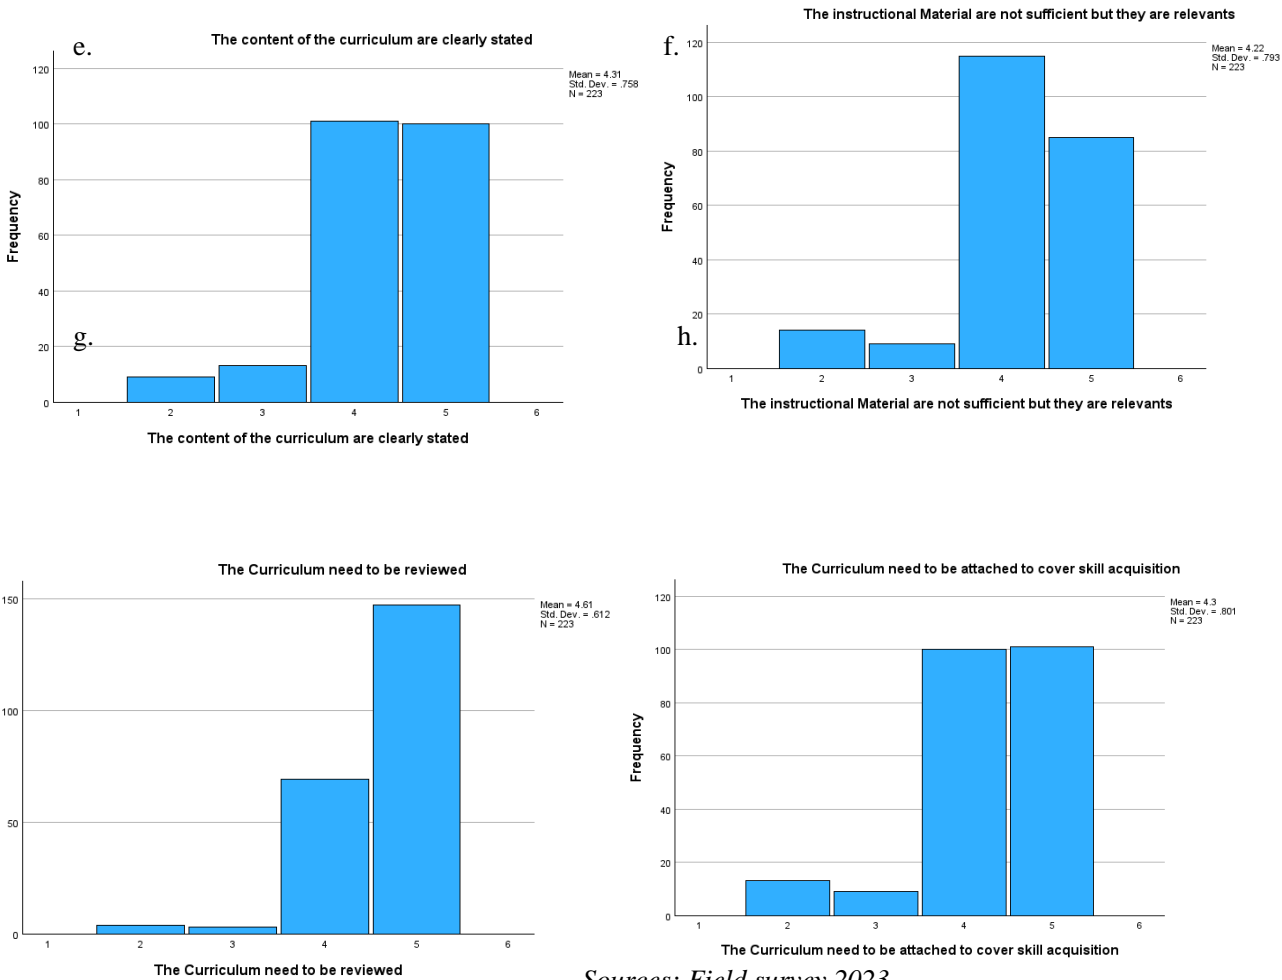 e.
The content of the curriculum are clearly stated
Mean = 4.31
Std. Dev. = .758
N = 223
Frequency
120
100
80
60
40
20
0
1 2 3 4 5 6
The content of the curriculum are clearly stated
f.
The instructional Material are not sufficient but they are relevants
Mean = 4.22
Std. Dev. = .793
N = 223
Frequency
120
100
80
60
40
20
0
1 2 3 4 5 6
The instructional Material are not sufficient but they are relevants
g.
The Curriculum need to be reviewed
Mean = 4.61
Std. Dev. = .612
N = 223
150
100
50
0
1 2 3 4 5 6
The Curriculum need to be reviewed
h.
The Curriculum need to be attached to cover skill acquisition
Mean = 4.3
Std. Dev. = .801
N = 223
Frequency
120
100
80
60
40
20
0
1 2 3 4 5 6
The Curriculum need to be attached to cover skill acquisition
Sources: Field survey 2023